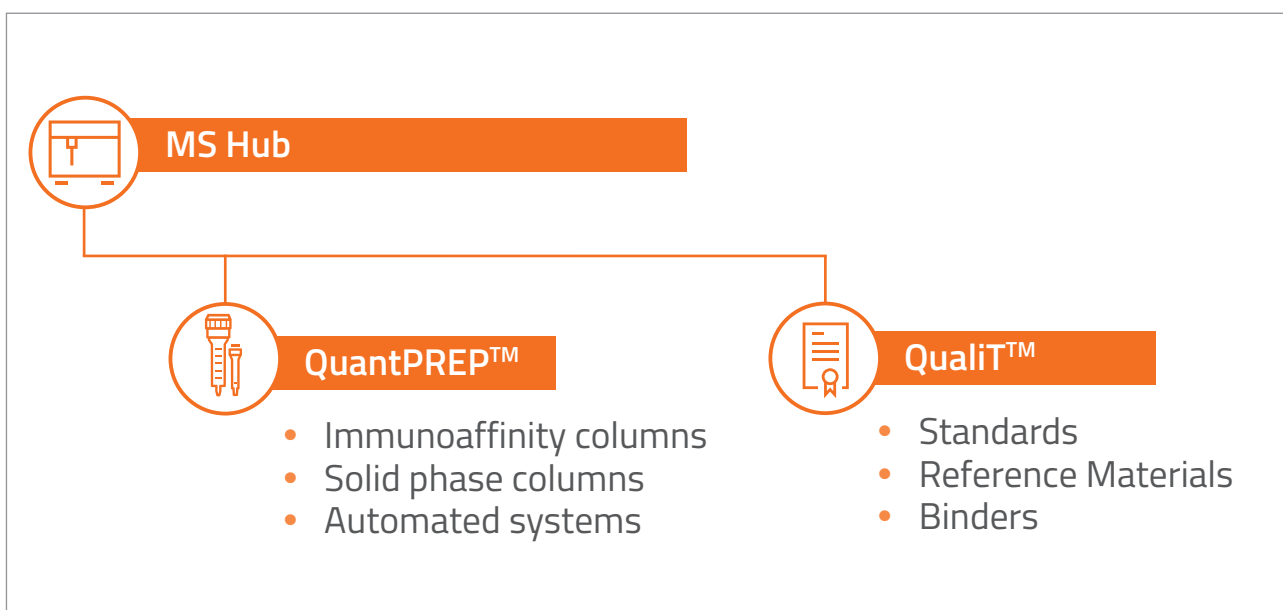 MS Hub
QuantPREP™
• Immunoaffinity columns
• Solid phase columns
• Automated systems
QualiT™
• Standards
• Reference Materials
• Binders